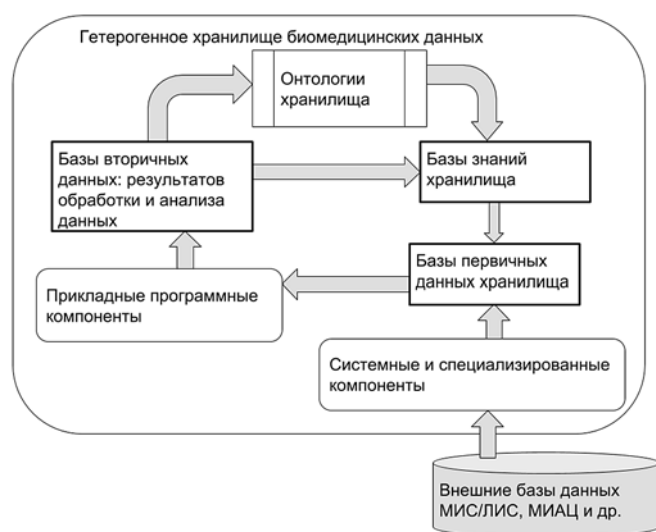 Гетерогенное хранилище биомедицинских данных
Онтологии
хранилища
Базы вторичных
данных: результатов
обработки и анализа
данных
Базы знаний
хранилища
Базы первичных
данных хранилища
Прикладные программные
компоненты
Системные и специализированные
компоненты
Внешние базы данных
МИС/ЛИС, МИАЦ и др.